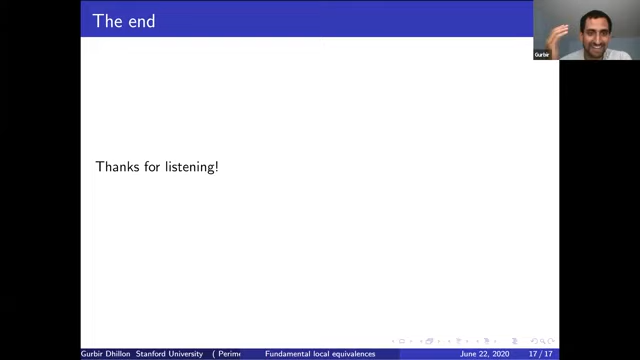 The end
Gurbir
Thanks for listening!
Gurbir Dhillon Stanford University ( Perime
Fundamental local equivalences
June 22, 2020
17 / 17